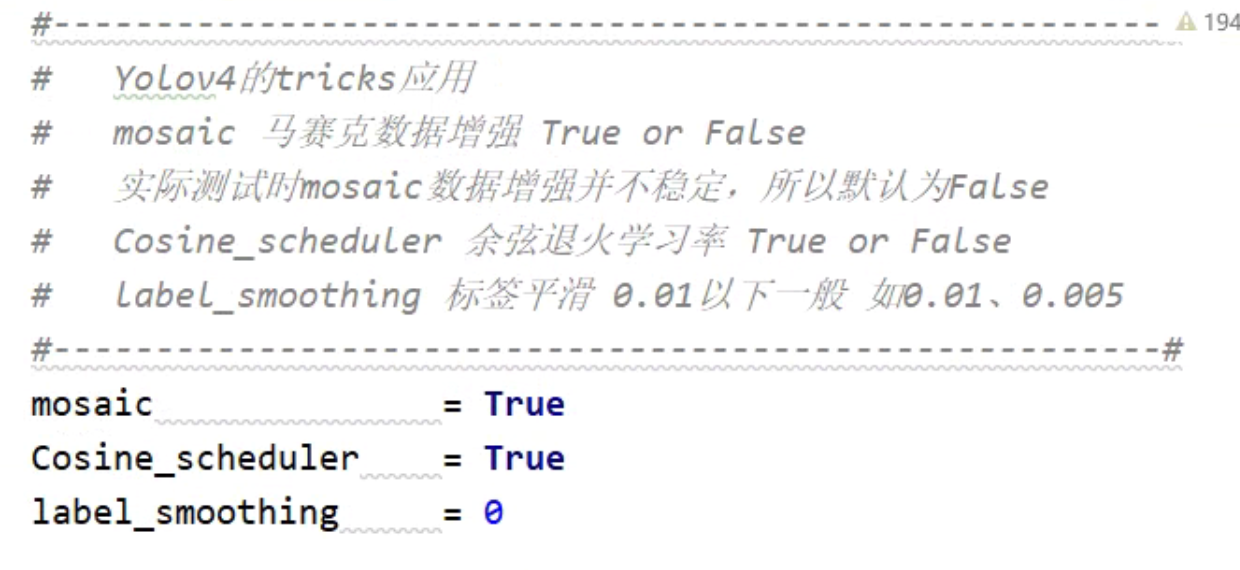 #------------------------------------------------------ 194
#   Yolov4的tricks应用
#   mosaic 马赛克数据增强 True or False
#   实际测试时mosaic数据增强并不稳定，所以默认为False
#   Cosine_scheduler 余弦退火学习率 True or False
#   label_smoothing 标签平滑 0.01以下一般 如0.01、0.005
#------------------------------------------------------#
mosaic              = True
Cosine_scheduler    = True
label_smoothing     = 0